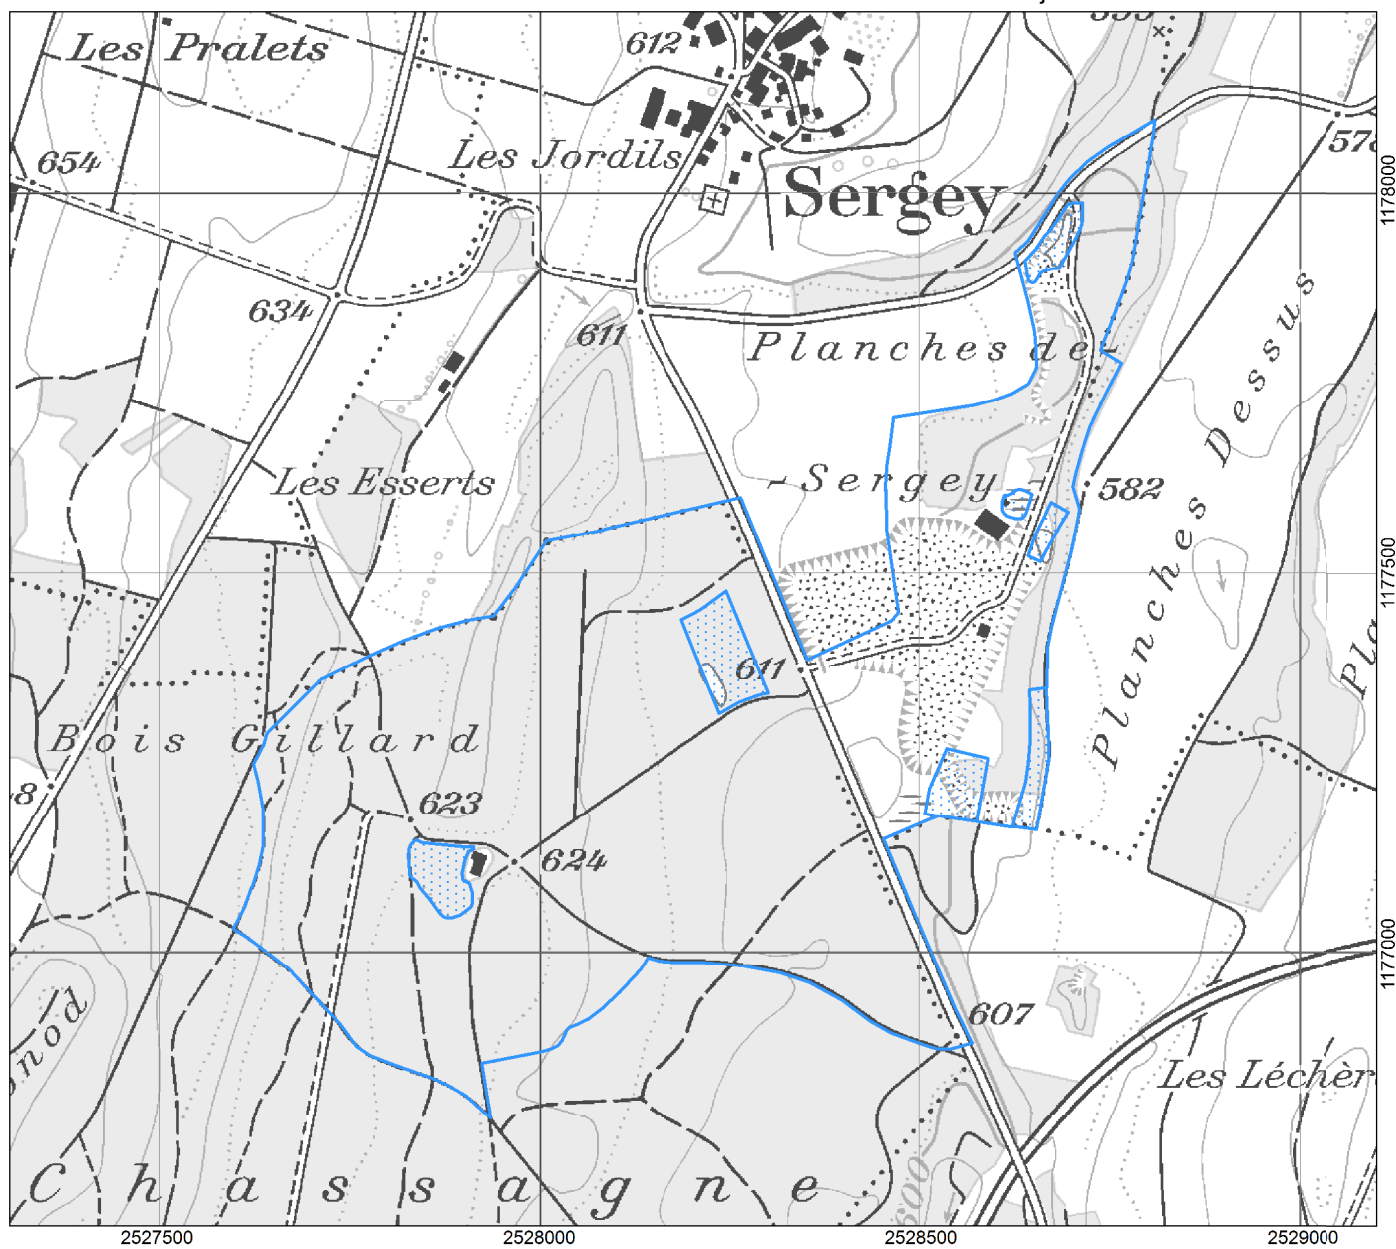 Les Pralets
612
654
Les Jordils
Sergey
1178000
634
611
Planches de
Les Esserts
- Sergey -
582
Planches Dessus
1177500
611
Bois Gillard
623
624
1177000
607
Les Léchèr
Chassagne
600
2527500
2528000
2528500
2529000